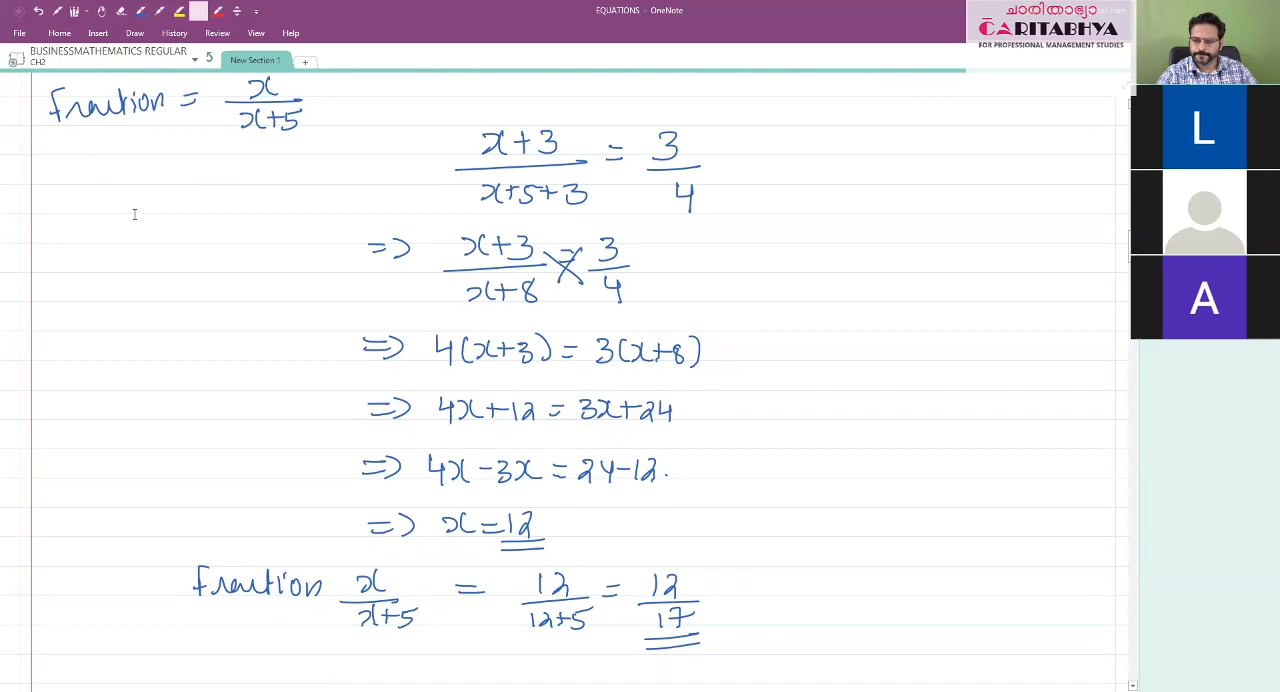 EQUATIONS - OneNote
File Home Insert Draw History Review View Help
BUSINESSMATHEMATICS REGULAR
CH2
New Section 1
+
ചാരിതാഭ്യാ
CARITABHYA
FOR PROFESSIONAL MANAGEMENT STUDIES
L
A
Fraction = x/(x+5)
(x+3)/(x+5+3) = 3/4
=> (x+3)/(x+8) = 3/4
=> 4(x+3) = 3(x+8)
=> 4x+12 = 3x+24
=> 4x-3x = 24-12.
=> x=12
Fraction x/(x+5) = 12/(12+5) = 12/17